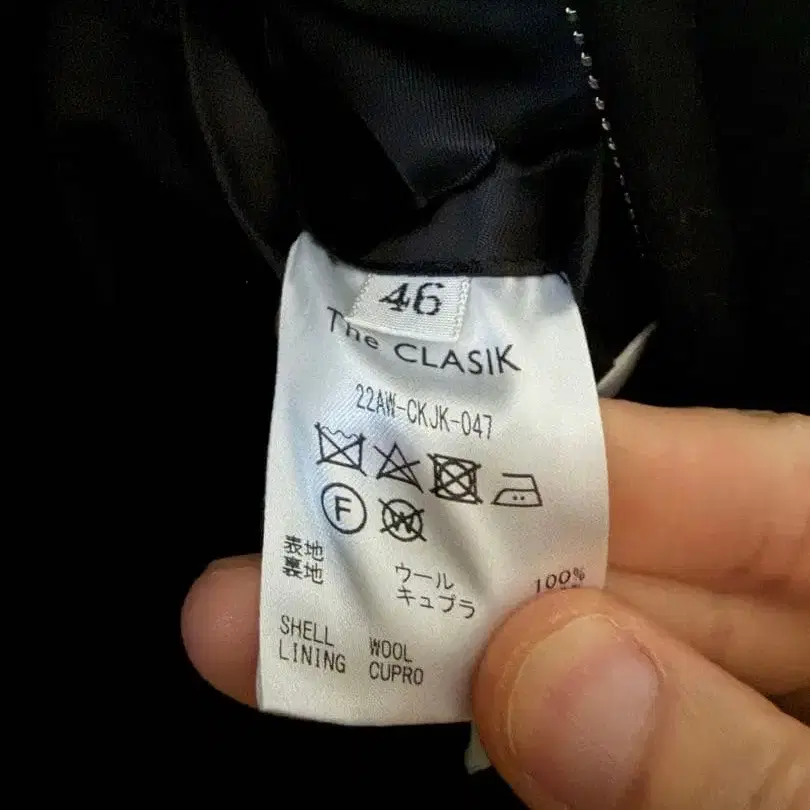 46
The CLASIK
22AW-CKJK-047
F W
表地 ウール 100%
裏地 キュプラ
SHELL WOOL
LINING CUPRO